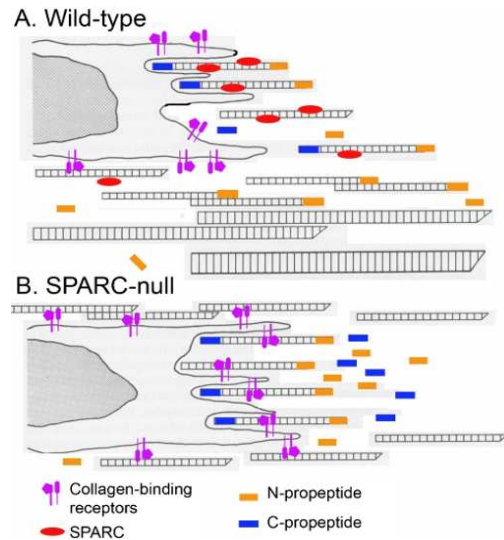 A. Wild-type
B. SPARC-null
Collagen-binding
receptors
SPARC
N-propeptide
C-propeptide